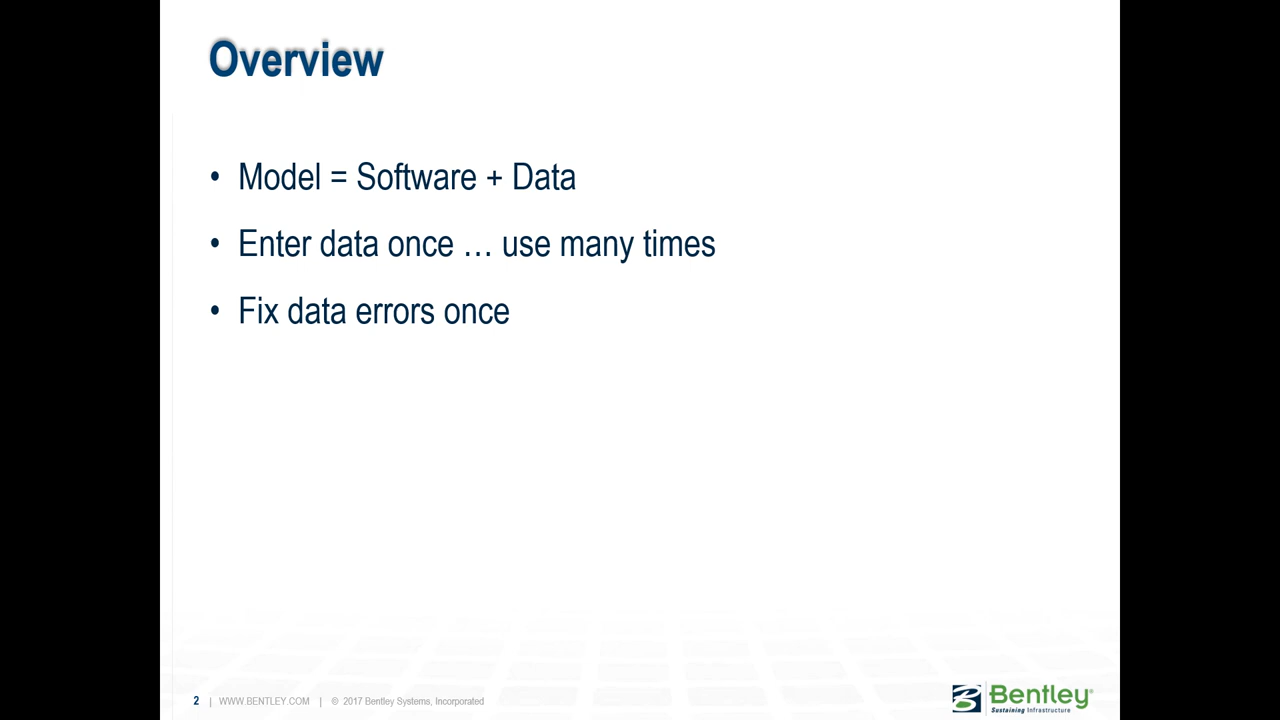 Overview
• Model = Software + Data
• Enter data once … use many times
• Fix data errors once
2 | WWW.BENTLEY.COM | © 2017 Bentley Systems, Incorporated
Bentley®
Sustaining Infrastructure